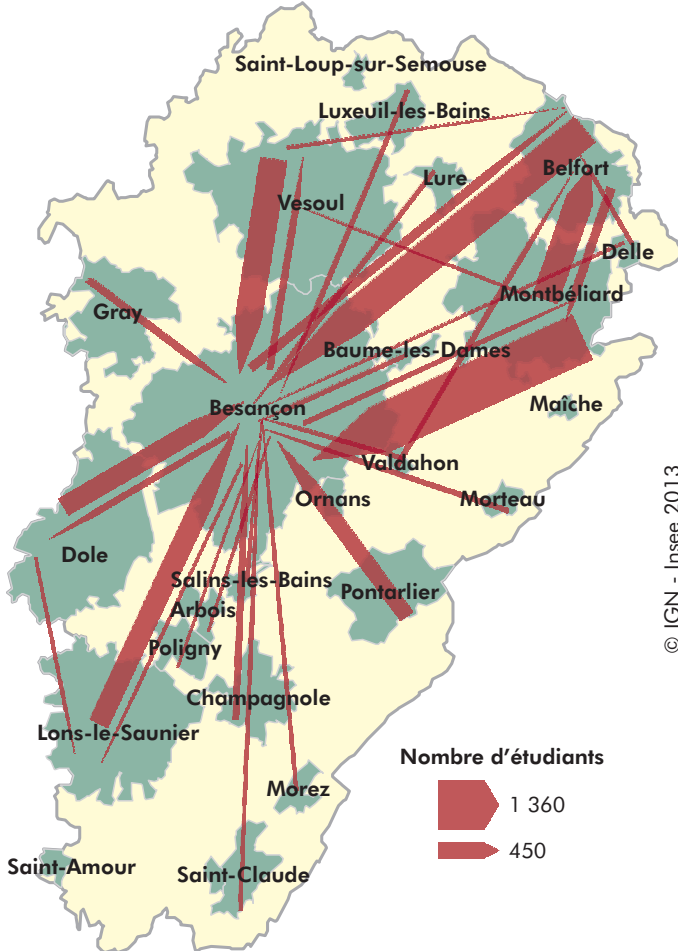 Saint-Loup-sur-Semouse
Luxeuil-les-Bains
Belfort
Lure
Vesoul
Delle
Montbéliard
Gray
Baume-les-Dames
Maîche
Besançon
Valdahon
Ornans
Morteau
Dole
Salins-les-Bains
Pontarlier
Arbois
Poligny
Champagnole
Lons-le-Saunier
Morez
Saint-Amour
Saint-Claude
Nombre d'étudiants
1 360
450
© IGN - Insee 2013